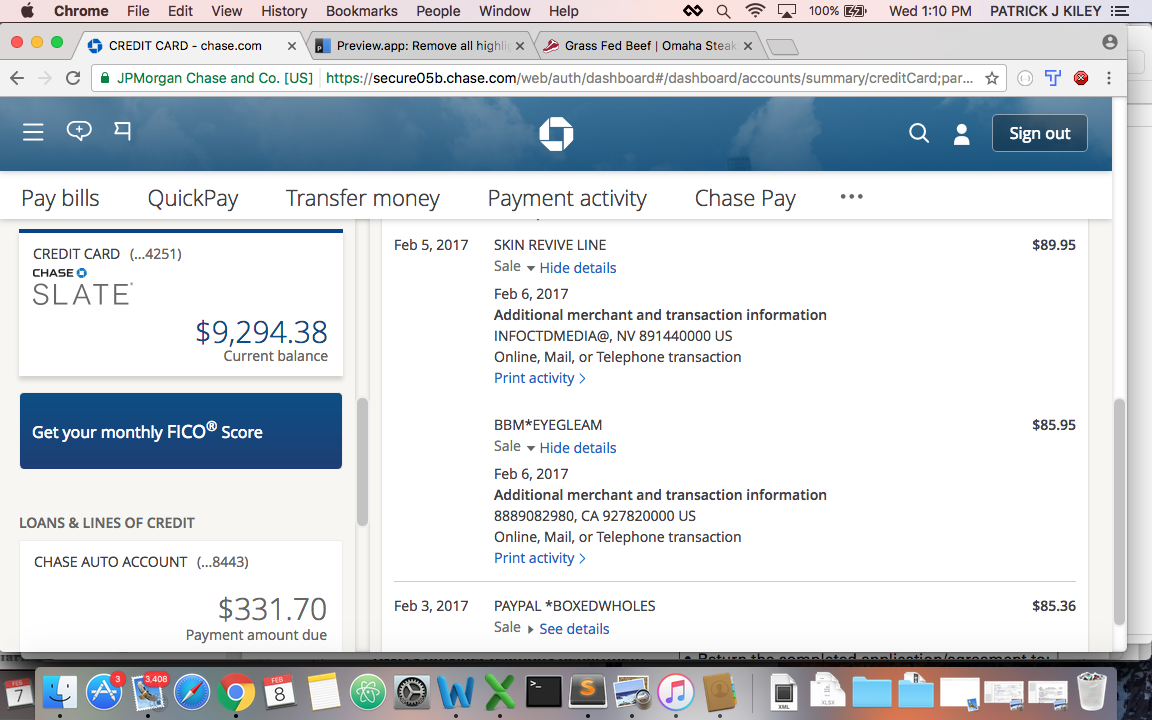 Chrome File Edit View History Bookmarks People Window Help 100% Wed 1:10 PM PATRICK J KILEY
CREDIT CARD - chase.com Preview.app: Remove all highli Grass Fed Beef | Omaha Steak
JPMorgan Chase and Co. [US] https://secure05b.chase.com/web/auth/dashboard#/dashboard/accounts/summary/creditCard;par...
Sign out
Pay bills QuickPay Transfer money Payment activity Chase Pay •••
CREDIT CARD (...4251)
CHASE
SLATE
$9,294.38
Current balance
Get your monthly FICO® Score
LOANS & LINES OF CREDIT
CHASE AUTO ACCOUNT (...8443)
$331.70
Payment amount due
Feb 5, 2017 SKIN REVIVE LINE $89.95
Sale Hide details
Feb 6, 2017
Additional merchant and transaction information
INFOCTDMEDIA@, NV 891440000 US
Online, Mail, or Telephone transaction
Print activity
BBM*EYEGLEAM $85.95
Sale Hide details
Feb 6, 2017
Additional merchant and transaction information
8889082980, CA 927820000 US
Online, Mail, or Telephone transaction
Print activity
Feb 3, 2017 PAYPAL *BOXEDWHOLES $85.36
Sale See details
• Return the completed application/agreement to:
FEB
7
3
3,408
FEB
8
XML
XLSX